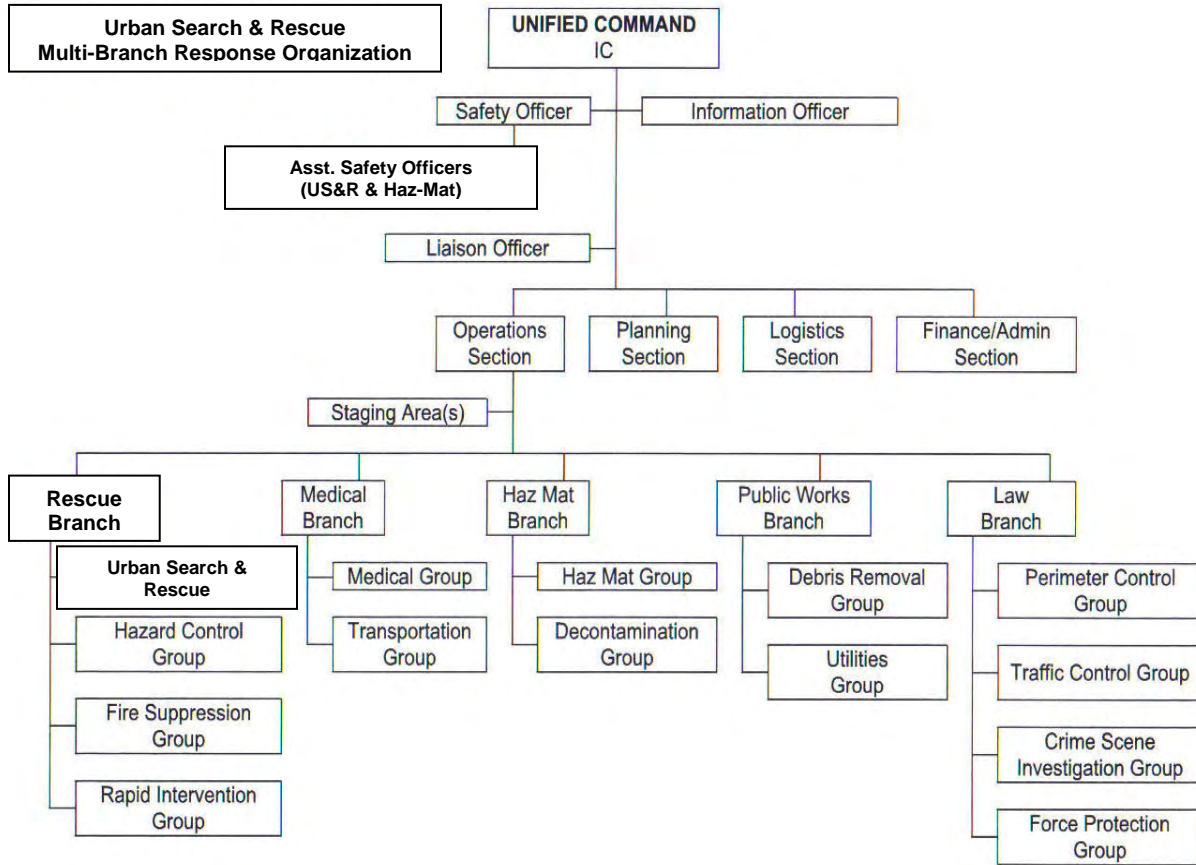 Urban Search & Rescue
Multi-Branch Response Organization
UNIFIED COMMAND
IC
Safety Officer
Information Officer
Asst. Safety Officers
(US&R & Haz-Mat)
Liaison Officer
Operations
Section
Planning
Section
Logistics
Section
Finance/Admin
Section
Staging Area(s)
Rescue
Branch
Medical
Branch
Haz Mat
Branch
Public Works
Branch
Law
Branch
Urban Search &
Rescue
Hazard Control
Group
Fire Suppression
Group
Rapid Intervention
Group
Medical Group
Transportation
Group
Haz Mat Group
Decontamination
Group
Debris Removal
Group
Utilities
Group
Perimeter Control
Group
Traffic Control Group
Crime Scene
Investigation Group
Force Protection
Group